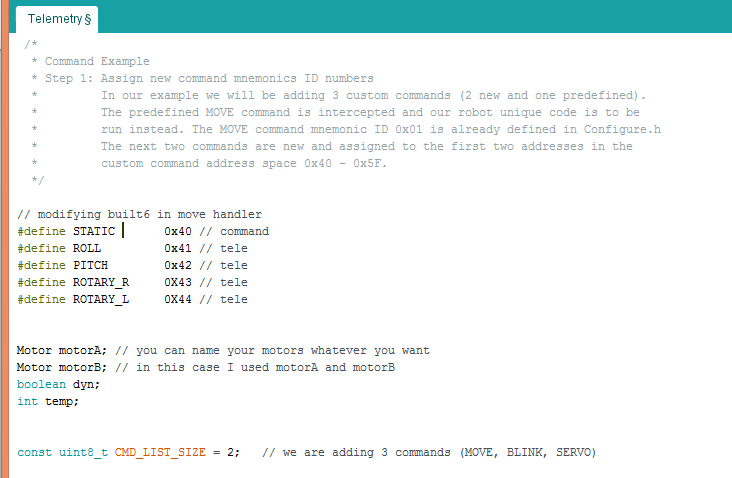 Telemetry §
/*
* Command Example
* Step 1: Assign new command mnemonics ID numbers
*         In our example we will be adding 3 custom commands (2 new and one predefined).
*         The predefined MOVE command is intercepted and our robot unique code is to be
*         run instead. The MOVE command mnemonic ID 0x01 is already defined in Configure.h
*         The next two commands are new and assigned to the first two addresses in the
*         custom command address space 0x40 - 0x5F.
*/
// modifying built6 in move handler
#define STATIC       0x40 // command
#define ROLL         0x41 // tele
#define PITCH        0x42 // tele
#define ROTARY_R     0X43 // tele
#define ROTARY_L     0X44 // tele
Motor motorA; // you can name your motors whatever you want
Motor motorB; // in this case I used motorA and motorB
boolean dyn;
int temp;
const uint8_t CMD_LIST_SIZE = 2;   // we are adding 3 commands (MOVE, BLINK, SERVO)